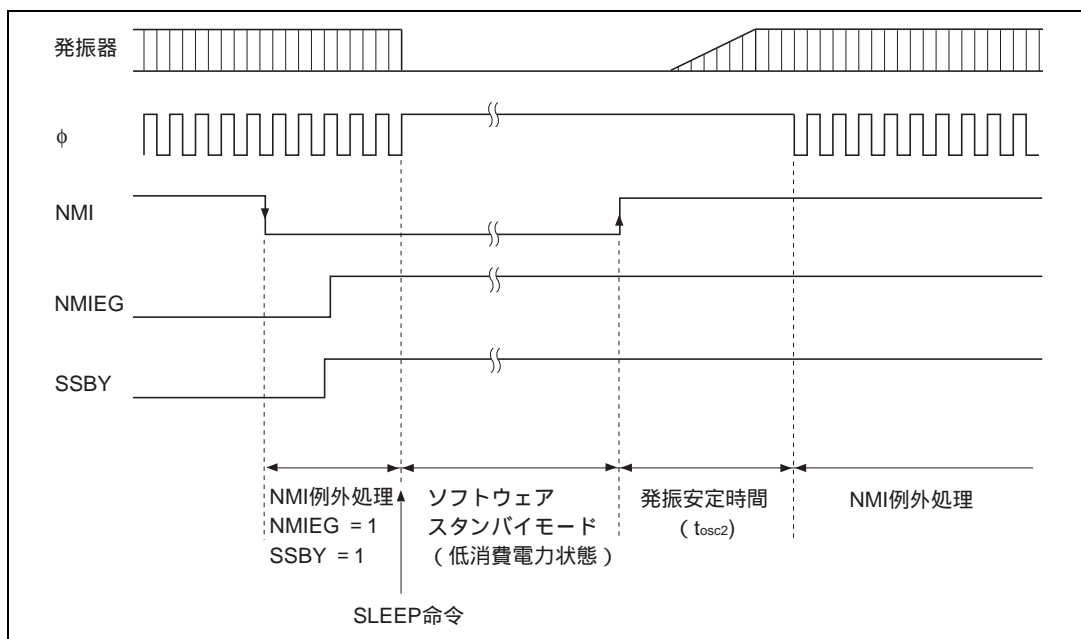 発振器
φ
NMI
NMIEG
SSBY
NMI例外処理
NMIEG = 1
SSBY = 1
ソフトウェア
スタンバイモード
(低消費電力状態)
発振安定時間
(tosc2)
NMI例外処理
SLEEP命令